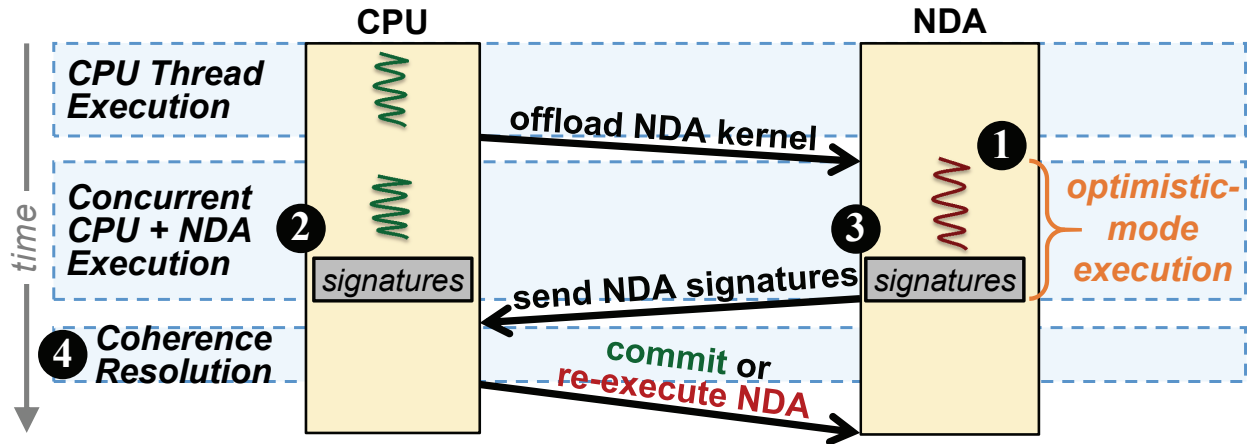 CPU
NDA
CPU Thread
Execution
offload NDA kernel
1
Concurrent
CPU + NDA
Execution
2
3
optimistic-
mode
execution
time
signatures
signatures
send NDA signatures
4
Coherence
Resolution
commit or
re-execute NDA